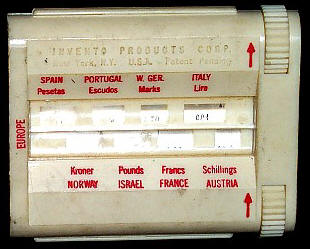 INVENTO PRODUCTS CORP.
New York, N.Y. U.S.A. Patent Pending
SPAIN PORTUGAL W. GER. ITALY
Pesetas Escudos Marks Lire
EUROPE
Kroner Pounds Francs Schillings
NORWAY ISRAEL FRANCE AUSTRIA